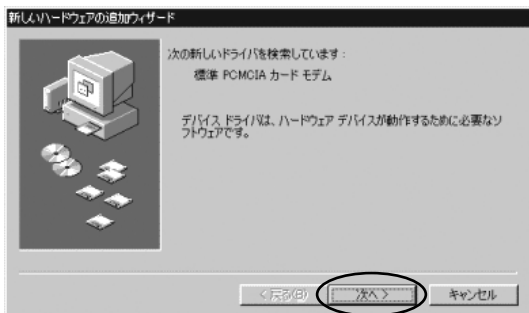 新しいハードウェアの追加ウィザード
次の新しいドライバを検索しています:
標準 PCMCIA カード モデム
デバイス ドライバは、ハードウェア デバイスが動作するために必要なソ
フトウェアです。
< 戻る(B)
次へ >
キャンセル